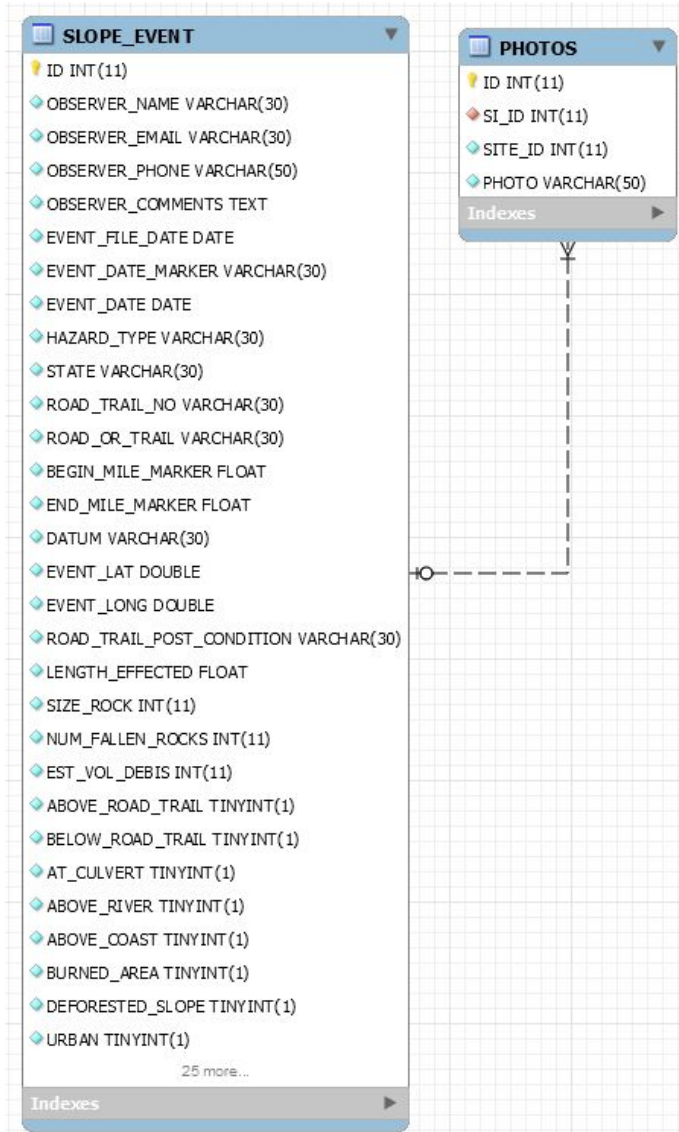 SLOPE_EVENT
ID INT(11)
OBSERVER_NAME VARCHAR(30)
OBSERVER_EMAIL VARCHAR(30)
OBSERVER_PHONE VARCHAR(50)
OBSERVER_COMMENTS TEXT
EVENT_FILE_DATE DATE
EVENT_DATE_MARKER VARCHAR(30)
EVENT_DATE DATE
HAZARD_TYPE VARCHAR(30)
STATE VARCHAR(30)
ROAD_TRAIL_NO VARCHAR(30)
ROAD_OR_TRAIL VARCHAR(30)
BEGIN_MILE_MARKER FLOAT
END_MILE_MARKER FLOAT
DATUM VARCHAR(30)
EVENT_LAT DOUBLE
EVENT_LONG DOUBLE
ROAD_TRAIL_POST_CONDITION VARCHAR(30)
LENGTH_EFFECTED FLOAT
SIZE_ROCK INT(11)
NUM_FALLEN_ROCKS INT(11)
EST_VOL_DEBIS INT(11)
ABOVE_ROAD_TRAIL TINYINT(1)
BELOW_ROAD_TRAIL TINYINT(1)
AT_CULVERT TINYINT(1)
ABOVE_RIVER TINYINT(1)
ABOVE_COAST TINYINT(1)
BURNED_AREA TINYINT(1)
DEFORESTED_SLOPE TINYINT(1)
URBAN TINYINT(1)
25 more...
Indexes
PHOTOS
ID INT(11)
SI_ID INT(11)
SITE_ID INT(11)
PHOTO VARCHAR(50)
Indexes